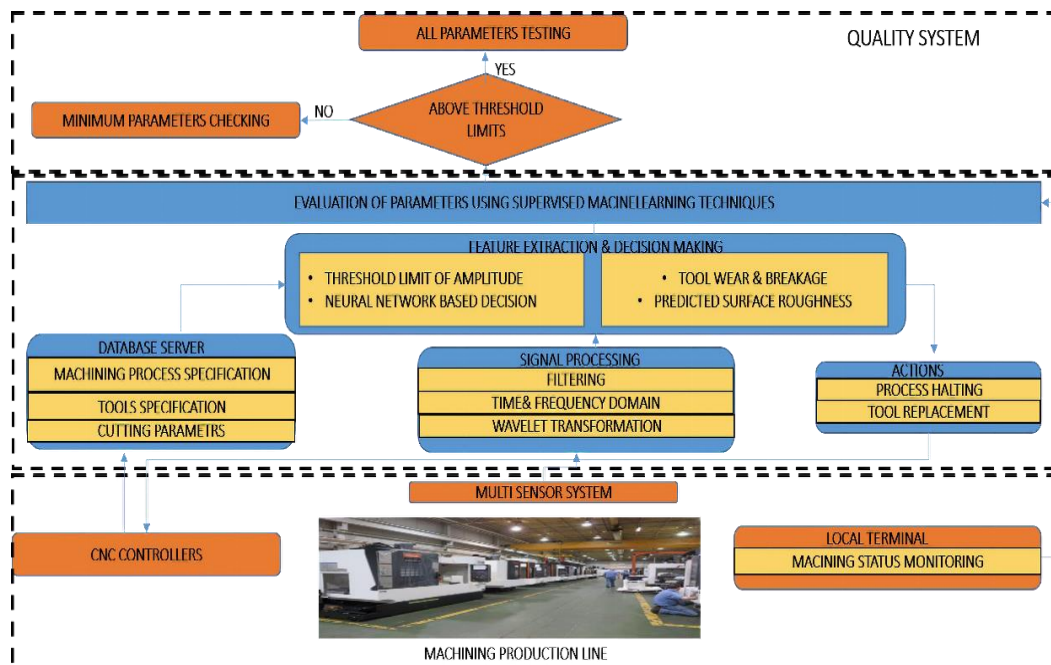 ALL PARAMETERS TESTING
QUALITY SYSTEM
YES
ABOVE THRESHOLD
LIMITS
NO
MINIMUM PARAMETERS CHECKING
EVALUATION OF PARAMETERS USING SUPERVISED MACINELEARNING TECHNIQUES
FEATURE EXTRACTION & DECISION MAKING
• THRESHOLD LIMIT OF AMPLITUDE
• NEURAL NETWORK BASED DECISION
• TOOL WEAR & BREAKAGE
• PREDICTED SURFACE ROUGHNESS
DATABASE SERVER
MACHINING PROCESS SPECIFICATION
TOOLS SPECIFICATION
CUTTING PARAMETRS
SIGNAL PROCESSING
FILTERING
TIME& FREQUENCY DOMAIN
WAVELET TRANSFORMATION
ACTIONS
PROCESS HALTING
TOOL REPLACEMENT
MULTI SENSOR SYSTEM
CNC CONTROLLERS
LOCAL TERMINAL
MACINING STATUS MONITORING
MACHINING PRODUCTION LINE